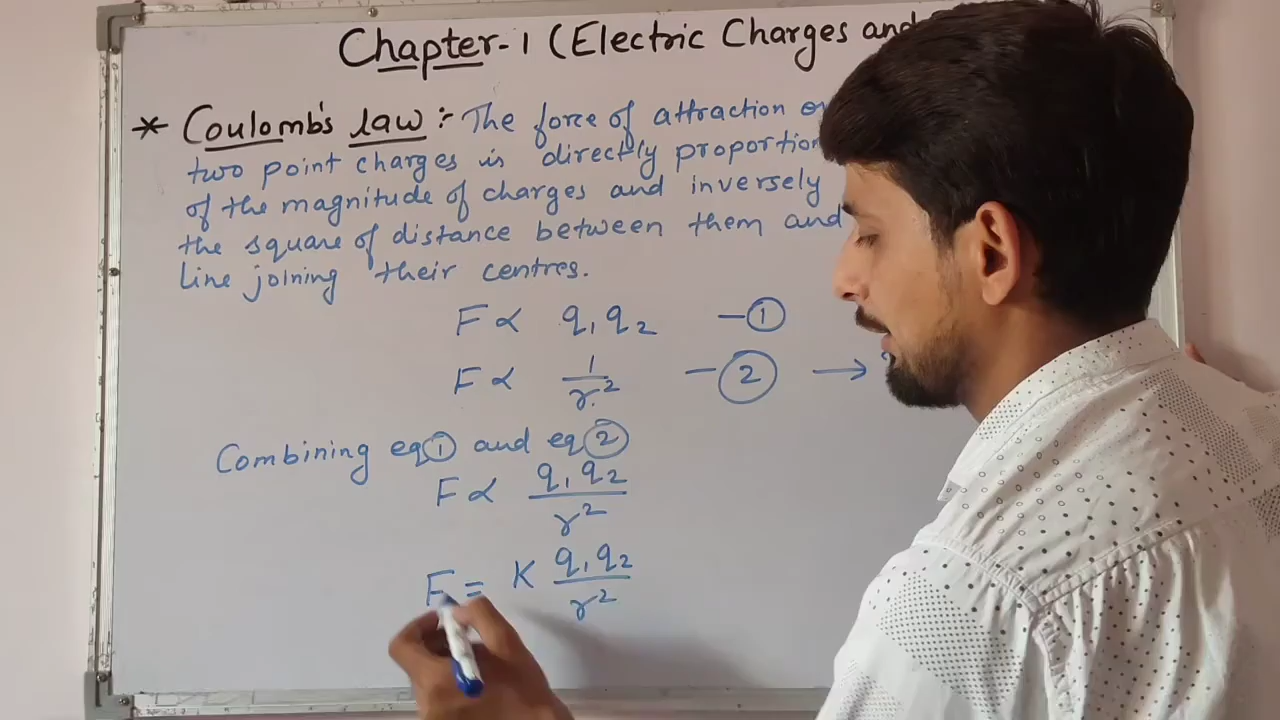 Chapter-1 (Electric Charges and
* Coulomb's law :- The force of attraction or
two point charges is directly proportion
of the magnitude of charges and inversely
the square of distance between them and
line joining their centres.
F ∝ q₁q₂ —①
F ∝ 1/r² —② →
Combining eq① and eq②
F ∝ q₁q₂/r²
F = K q₁q₂/r²